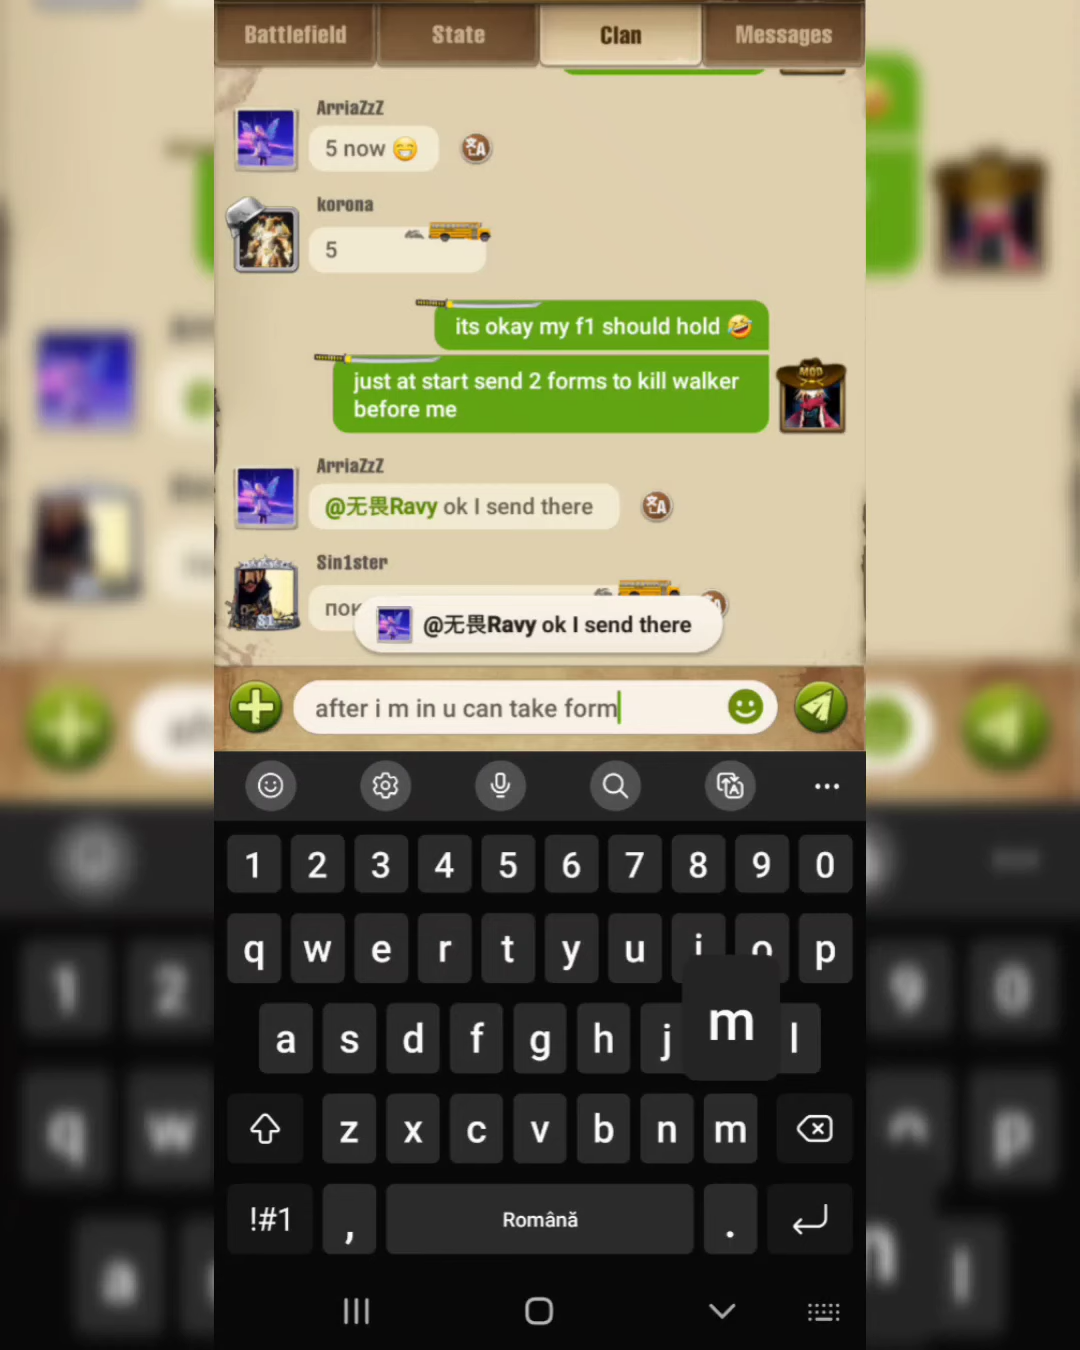 Battlefield State Clan Messages
ArriaZzZ
5 now 😁
korona
5
its okay my f1 should hold 🤣
just at start send 2 forms to kill walker
before me
MOD
ArriaZzZ
@无畏Ravy ok I send there
Sin1ster
пок
S1
@无畏Ravy ok I send there
after i m in u can take form
1 2 3 4 5 6 7 8 9 0
q w e r t y u i o p
a s d f g h j m l
z x c v b n m
!#1 , Română .